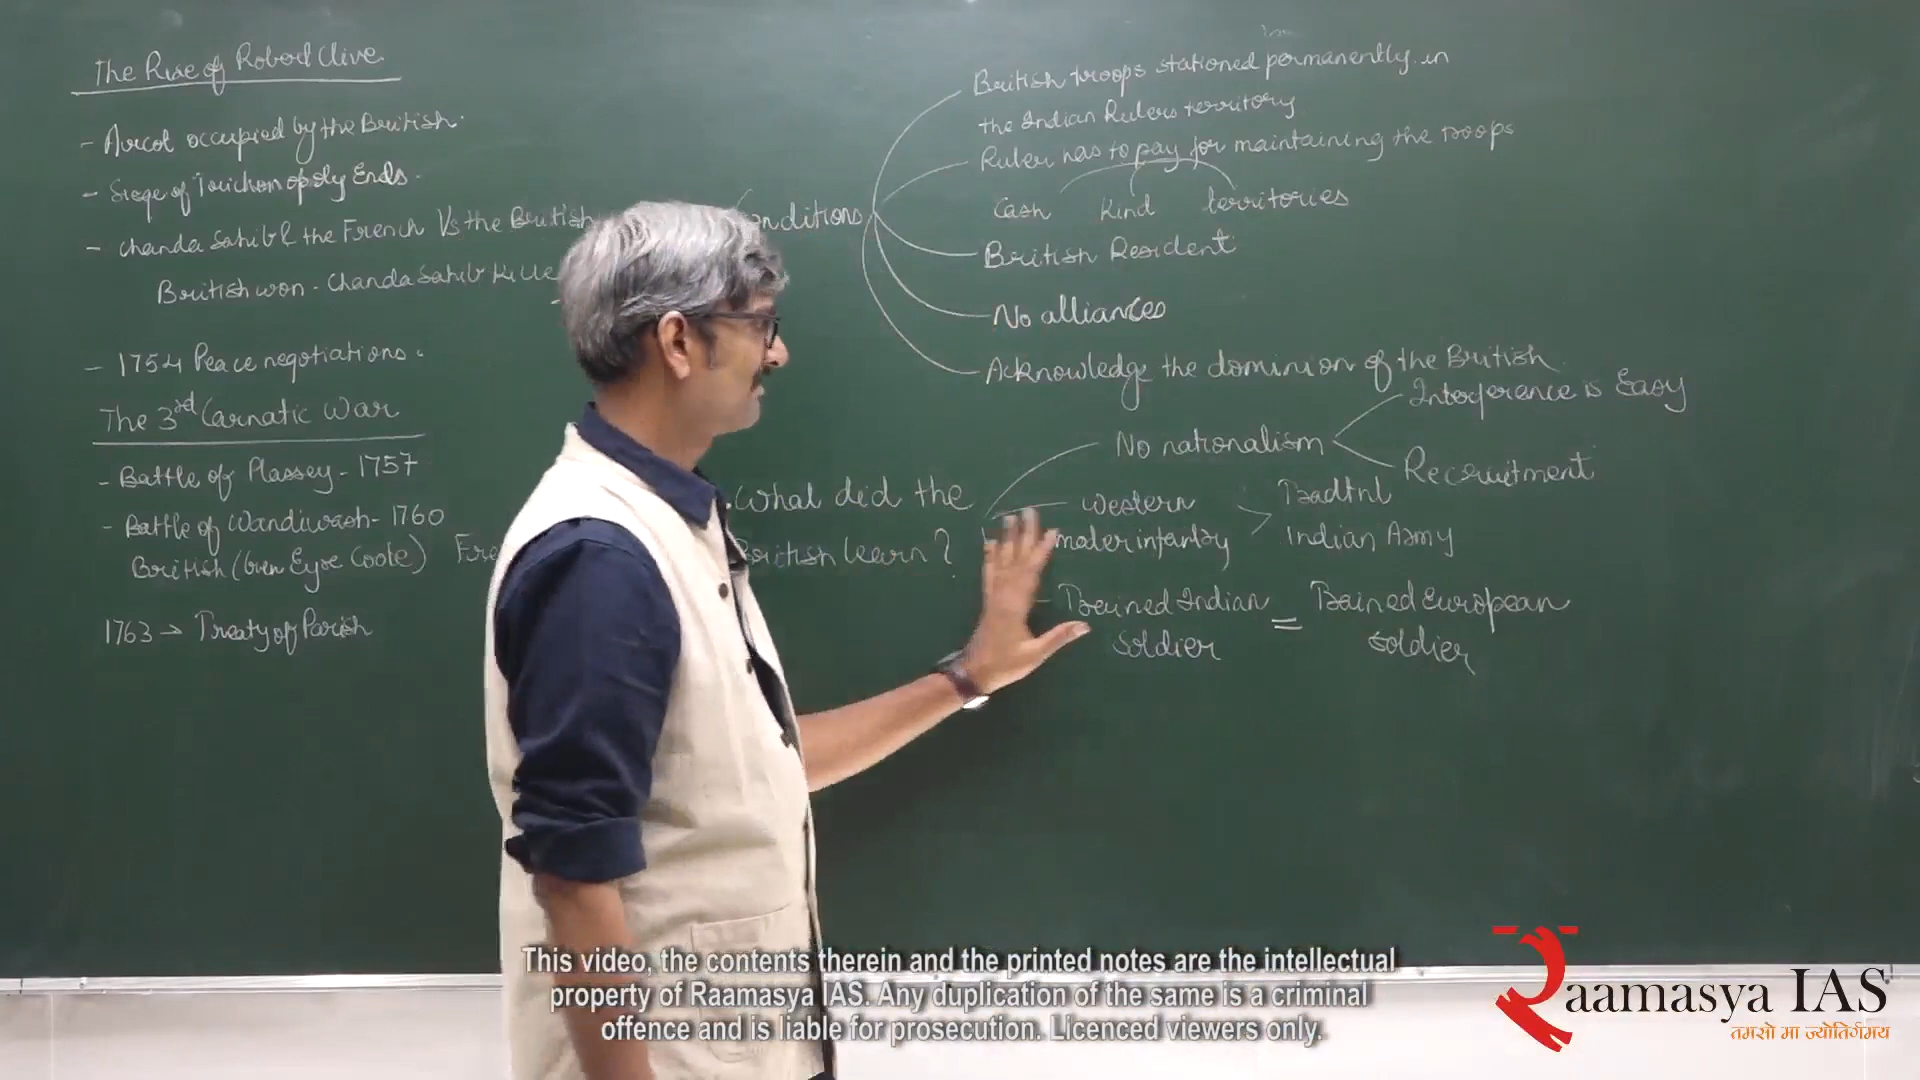 The Rise of Robert Clive
- Arcot occupied by the British.
- Siege of Trichonopoly Ends.
- Chanda Sahib & the French Vs the British
British won - Chanda Sahib Kille
- 1754 Peace negotiations.
The 3rd Carnatic War
- Battle of Plassey - 1757
- Battle of Wandiwash - 1760
British (Gen Eyre Coote) Fre
1763 → Treaty of Paris
onditions
British troops stationed permanently in
the Indian Rulers territory
Ruler has to pay for maintaining the troops
Cash Kind territories
British Resident
No alliances
Acknowledge the dominion of the British
What did the
British learn?
No nationalism
Interference is Easy
Recruitment
Western
moder infantry
Tradtnl
Indian Army
- Trained Indian
Soldier
=
Trained European
Soldier
This video, the contents therein and the printed notes are the intellectual
property of Raamasya IAS. Any duplication of the same is a criminal
offence and is liable for prosecution. Licenced viewers only.
Raamasya IAS
तमसो मा ज्योतिर्गमय